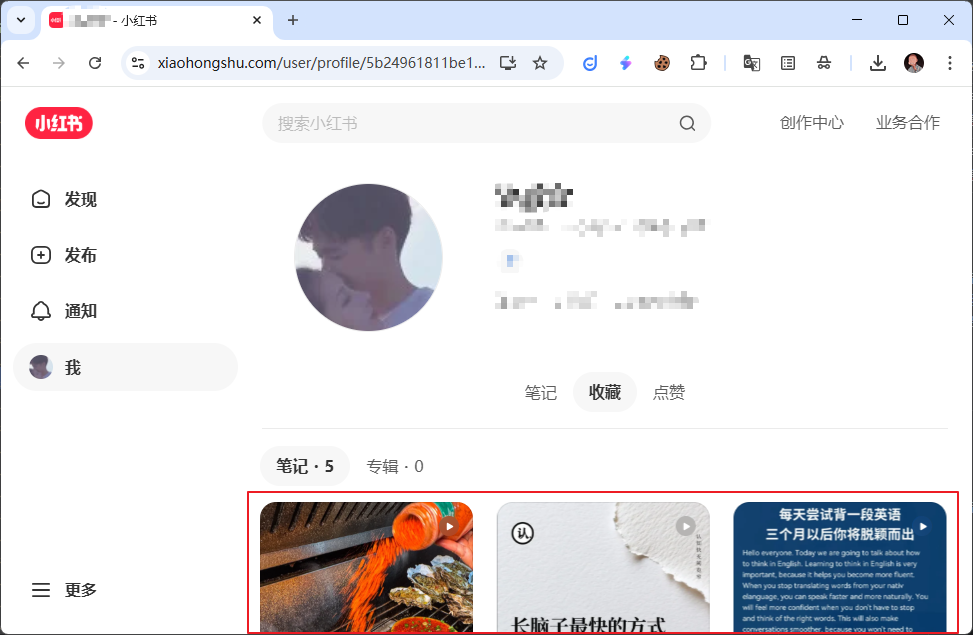 - 小红书
xiaohongshu.com/user/profile/5b24961811be1...
小红书
搜索小红书
创作中心
业务合作
发现
发布
通知
我
笔记
收藏
点赞
笔记 · 5
专辑 · 0
认
每天尝试背一段英语
三个月以后你将脱颖而出
Hello everyone. Today we are going to talk about how
to think in English. Learning to think in English is very
important, because it helps you become more fluent.
When you stop translating words from your nativ
elanguage, you can speak faster and more naturally. You
will feel more confident when you don't have to stop
and think of the right words. This will also make
conversations smoother, because you won't need to
长脑子最快的方式
更多